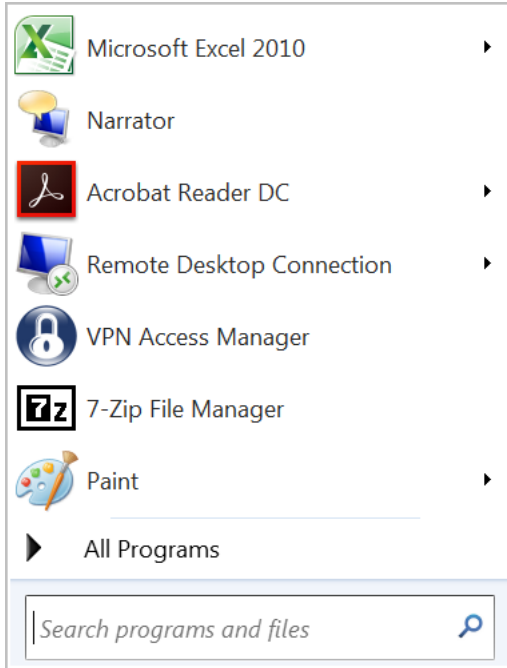 Microsoft Excel 2010
Narrator
Acrobat Reader DC
Remote Desktop Connection
VPN Access Manager
7z 7-Zip File Manager
Paint
All Programs
Search programs and files